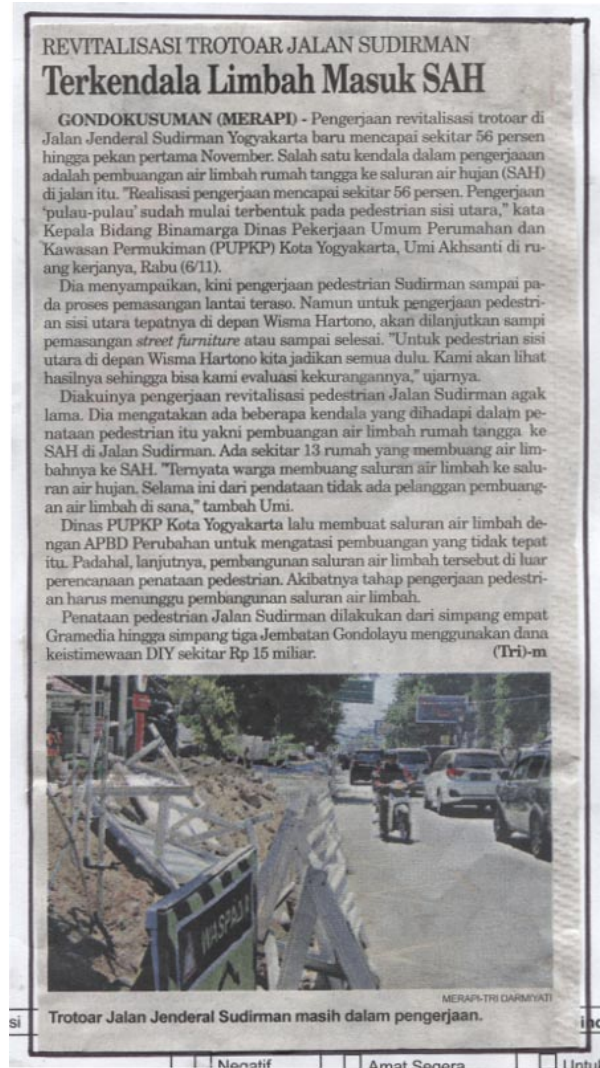 REVITALISASI TROTOAR JALAN SUDIRMAN
Terkendala Limbah Masuk SAH
GONDOKUSUMAN (MERAPI) - Pengerjaan revitalisasi trotoar di
Jalan Jenderal Sudirman Yogyakarta baru mencapai sekitar 56 persen
hingga pekan pertama November. Salah satu kendala dalam pengerjaaan
adalah pembuangan air limbah rumah tangga ke saluran air hujan (SAH)
di jalan itu. "Realisasi pengerjaan mencapai sekitar 56 persen. Pengerjaan
'pulau-pulau' sudah mulai terbentuk pada pedestrian sisi utara," kata
Kepala Bidang Binamarga Dinas Pekerjaan Umum Perumahan dan
Kawasan Permukiman (PUPKP) Kota Yogyakarta, Umi Akhsanti di ru-
ang kerjanya, Rabu (6/11).
Dia menyampaikan, kini pengerjaan pedestrian Sudirman sampai pa-
da proses pemasangan lantai teraso. Namun untuk pengerjaan pedestri-
an sisi utara tepatnya di depan Wisma Hartono, akan dilanjutkan sampi
pemasangan street furniture atau sampai selesai. "Untuk pedestrian sisi
utara di depan Wisma Hartono kita jadikan semua dulu. Kami akan lihat
hasilnya sehingga bisa kami evaluasi kekurangannya," ujarnya.
Diakuinya pengerjaan revitalisasi pedestrian Jalan Sudirman agak
lama. Dia mengatakan ada beberapa kendala yang dihadapi dalam pe-
nataan pedestrian itu yakni pembuangan air limbah rumah tangga ke
SAH di Jalan Sudirman. Ada sekitar 13 rumah yang membuang air lim-
bahnya ke SAH. "Ternyata warga membuang saluran air limbah ke salu-
ran air hujan. Selama ini dari pendataan tidak ada pelanggan pembuang-
an air limbah di sana," tambah Umi.
Dinas PUPKP Kota Yogyakarta lalu membuat saluran air limbah de-
ngan APBD Perubahan untuk mengatasi pembuangan yang tidak tepat
itu. Padahal, lanjutnya, pembangunan saluran air limbah tersebut di luar
perencanaan penataan pedestrian. Akibatnya tahap pengerjaan pedestri-
an harus menunggu pembangunan saluran air limbah.
Penataan pedestrian Jalan Sudirman dilakukan dari simpang empat
Gramedia hingga simpang tiga Jembatan Gondolayu menggunakan dana
keistimewaan DIY sekitar Rp 15 miliar. (Tri)-m
WASPADA
MERAPI-TRI DARMIYATI
Trotoar Jalan Jenderal Sudirman masih dalam pengerjaan.
si
Negatif Amat Segera Untuk